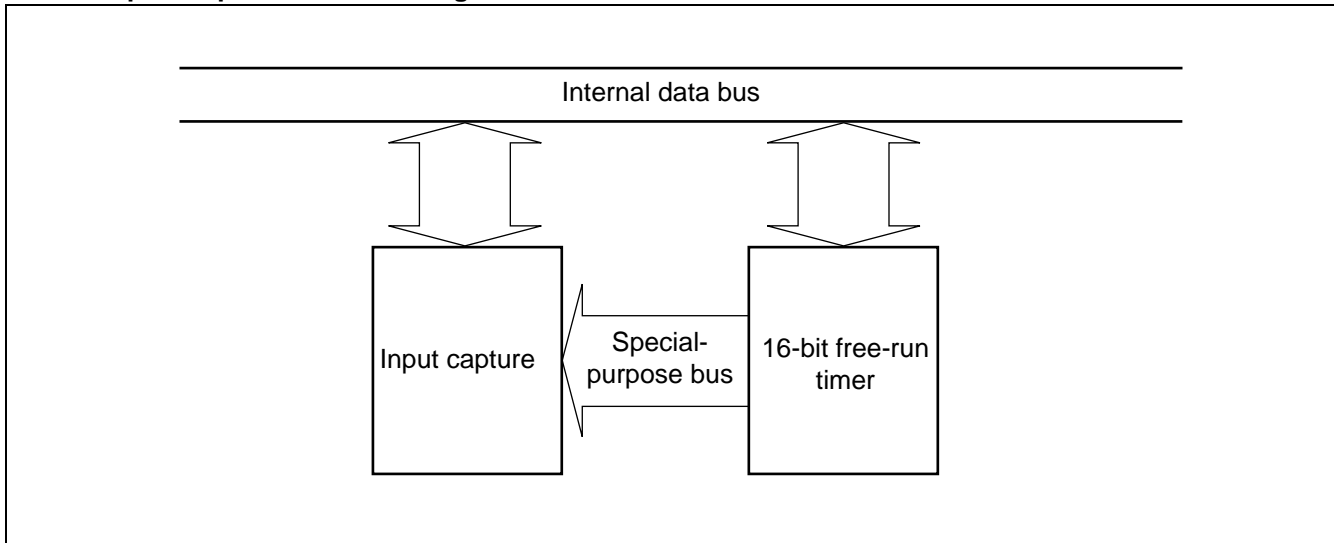 Internal data bus
Input capture
Special-
purpose bus
16-bit free-run
timer